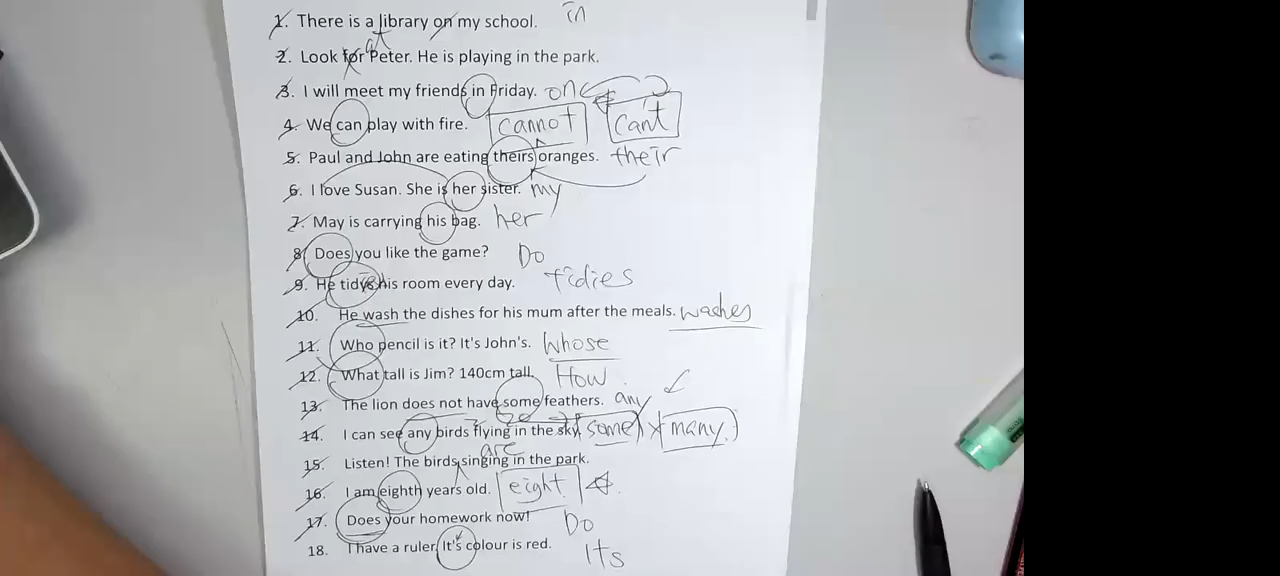 1. There is a library on my school. in
at
2. Look for Peter. He is playing in the park.
3. I will meet my friends in Friday. on
4. We can play with fire. cannot can't
5. Paul and John are eating theirs oranges. their
6. I love Susan. She is her sister. my
7. May is carrying his bag. her
8. Does you like the game? Do
9. He tidys his room every day. tidies
10. He wash the dishes for his mum after the meals. washes
11. Who pencil is it? It's John's. Whose
12. What tall is Jim? 140cm tall. How
13. The lion does not have some feathers. any
14. I can see any birds flying in the sky. some many
are
15. Listen! The birds singing in the park.
16. I am eighth years old. eight
17. Does your homework now! Do
18. I have a ruler. It's colour is red. Its